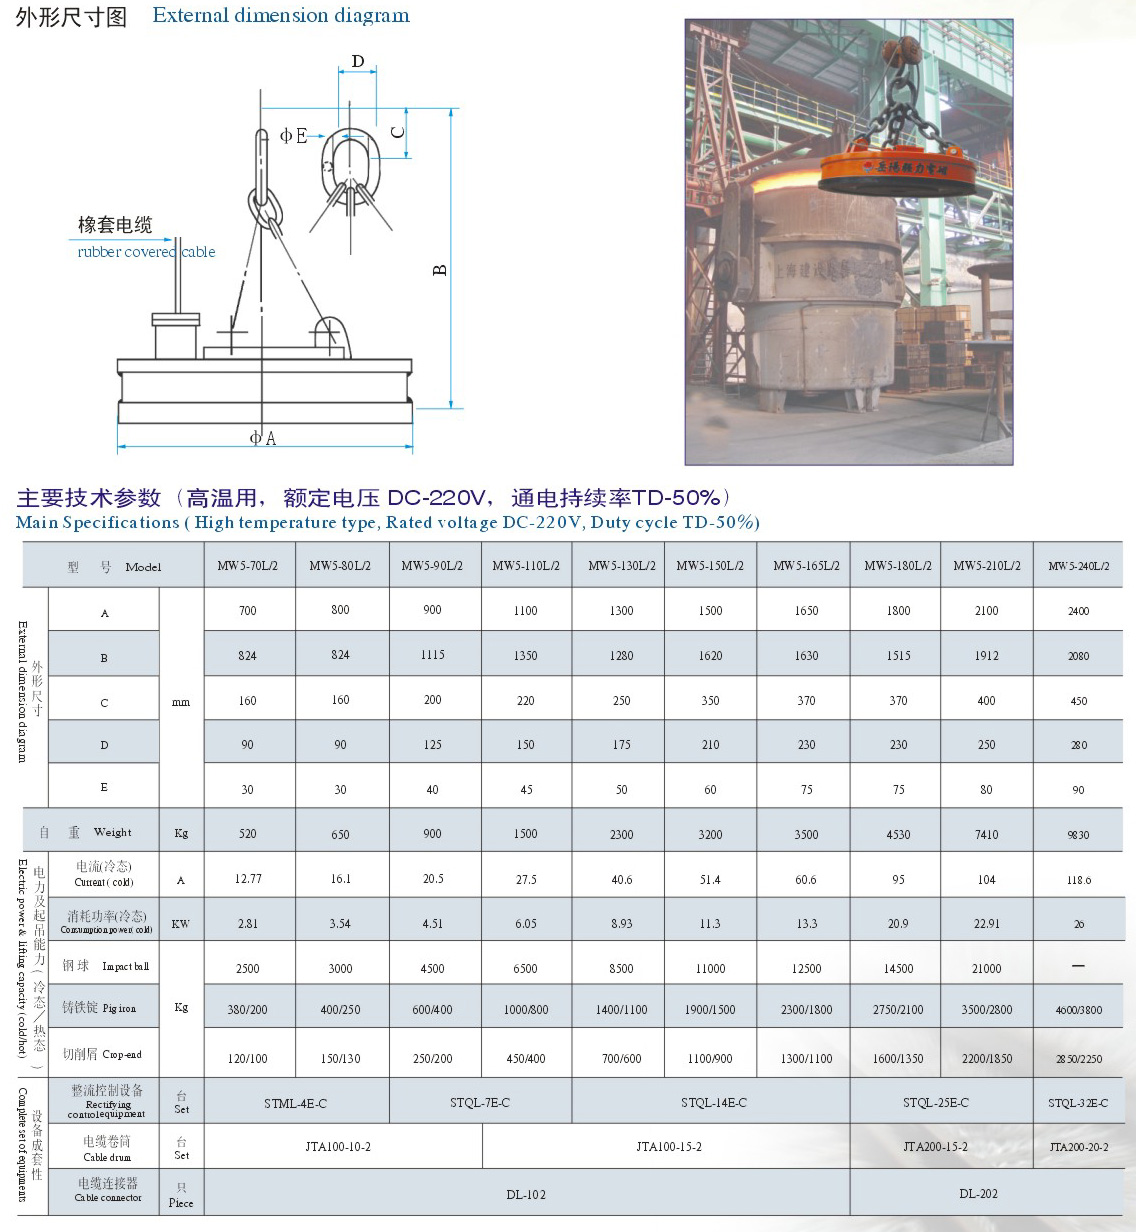 外形尺寸图 External dimension diagram
D
φE
C
橡套电缆
rubber covered cable
B
φA
岳阳强力电磁
上海建设路桥
主要技术参数（高温用，额定电压 DC-220V，通电持续率TD-50%）
Main Specifications ( High temperature type, Rated voltage DC-220V, Duty cycle TD-50%)
型 号 Model MW5-70L/2 MW5-80L/2 MW5-90L/2 MW5-110L/2 MW5-130L/2 MW5-150L/2 MW5-165L/2 MW5-180L/2 MW5-210L/2 MW5-240L/2
外形尺寸
External dimension diagram
mm
A 700 800 900 1100 1300 1500 1650 1800 2100 2400
B 824 824 1115 1350 1280 1620 1630 1515 1912 2080
C 160 160 200 220 250 350 370 370 400 450
D 90 90 125 150 175 210 230 230 250 280
E 30 30 40 45 50 60 75 75 80 90
自 重 Weight Kg 520 650 900 1500 2300 3200 3500 4530 7410 9830
电力及起吊能力（冷态／热态）
Electric power & lifting capacity (cold/hot)
电流(冷态)
Current ( cold) A 12.77 16.1 20.5 27.5 40.6 51.4 60.6 95 104 118.6
消耗功率(冷态)
Consumption power( cold) KW 2.81 3.54 4.51 6.05 8.93 11.3 13.3 20.9 22.91 26
钢球 Impact ball 2500 3000 4500 6500 8500 11000 12500 14500 21000 —
Kg
铸铁锭 Pig iron 380/200 400/250 600/400 1000/800 1400/1100 1900/1500 2300/1800 2750/2100 3500/2800 4600/3800
切削屑 Crop-end 120/100 150/130 250/200 450/400 700/600 1100/900 1300/1100 1600/1350 2200/1850 2850/2250
设备成套性
Complete set of equipments
整流控制设备
Rectifying
control equipment
台
Set
STML-4E-C STQL-7E-C STQL-14E-C STQL-25E-C STQL-32E-C
电缆卷筒
Cable drum
台
Set
JTA100-10-2 JTA100-15-2 JTA200-15-2 JTA200-20-2
电缆连接器
Cable connector
只
Piece
DL-102 DL-202